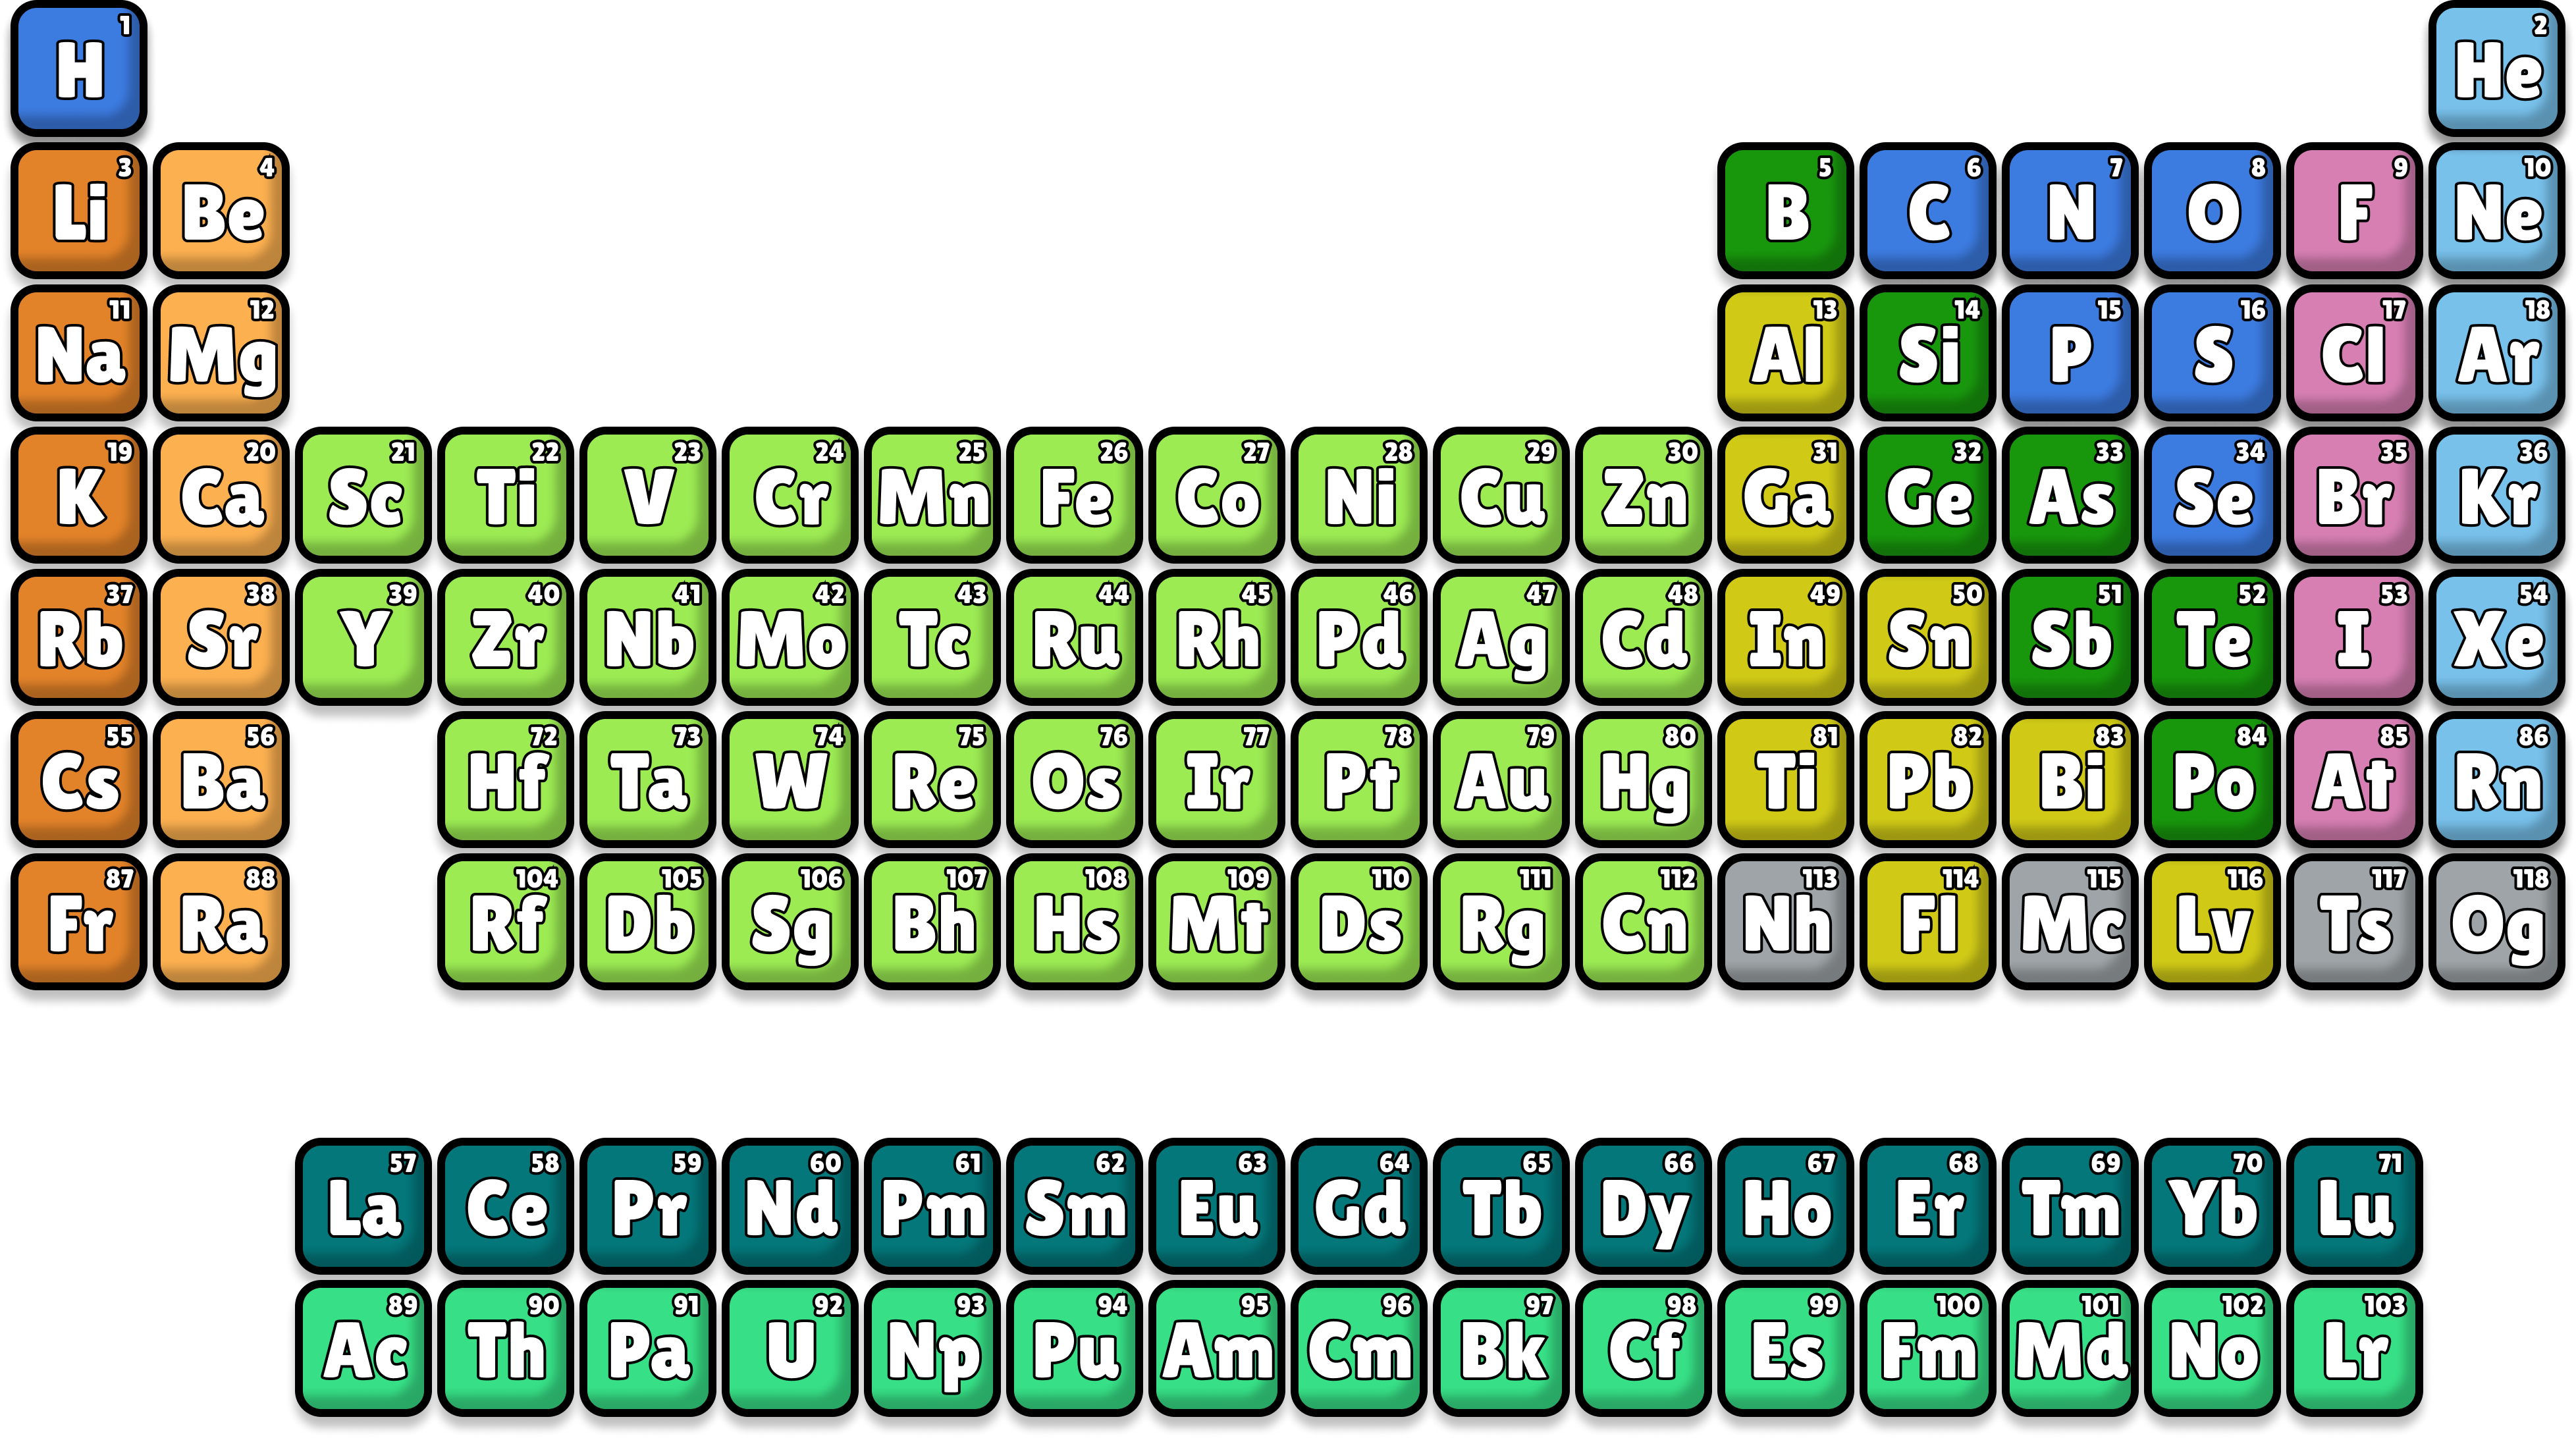 1 2
H He
3 4 5 6 7 8 9 10
Li Be B C N O F Ne
11 12 13 14 15 16 17 18
Na Mg Al Si P S Cl Ar
19 20 21 22 23 24 25 26 27 28 29 30 31 32 33 34 35 36
K Ca Sc Ti V Cr Mn Fe Co Ni Cu Zn Ga Ge As Se Br Kr
37 38 39 40 41 42 43 44 45 46 47 48 49 50 51 52 53 54
Rb Sr Y Zr Nb Mo Tc Ru Rh Pd Ag Cd In Sn Sb Te I Xe
55 56 72 73 74 75 76 77 78 79 80 81 82 83 84 85 86
Cs Ba Hf Ta W Re Os Ir Pt Au Hg Ti Pb Bi Po At Rn
87 88 104 105 106 107 108 109 110 111 112 113 114 115 116 117 118
Fr Ra Rf Db Sg Bh Hs Mt Ds Rg Cn Nh Fl Mc Lv Ts Og
57 58 59 60 61 62 63 64 65 66 67 68 69 70 71
La Ce Pr Nd Pm Sm Eu Gd Tb Dy Ho Er Tm Yb Lu
89 90 91 92 93 94 95 96 97 98 99 100 101 102 103
Ac Th Pa U Np Pu Am Cm Bk Cf Es Fm Md No Lr